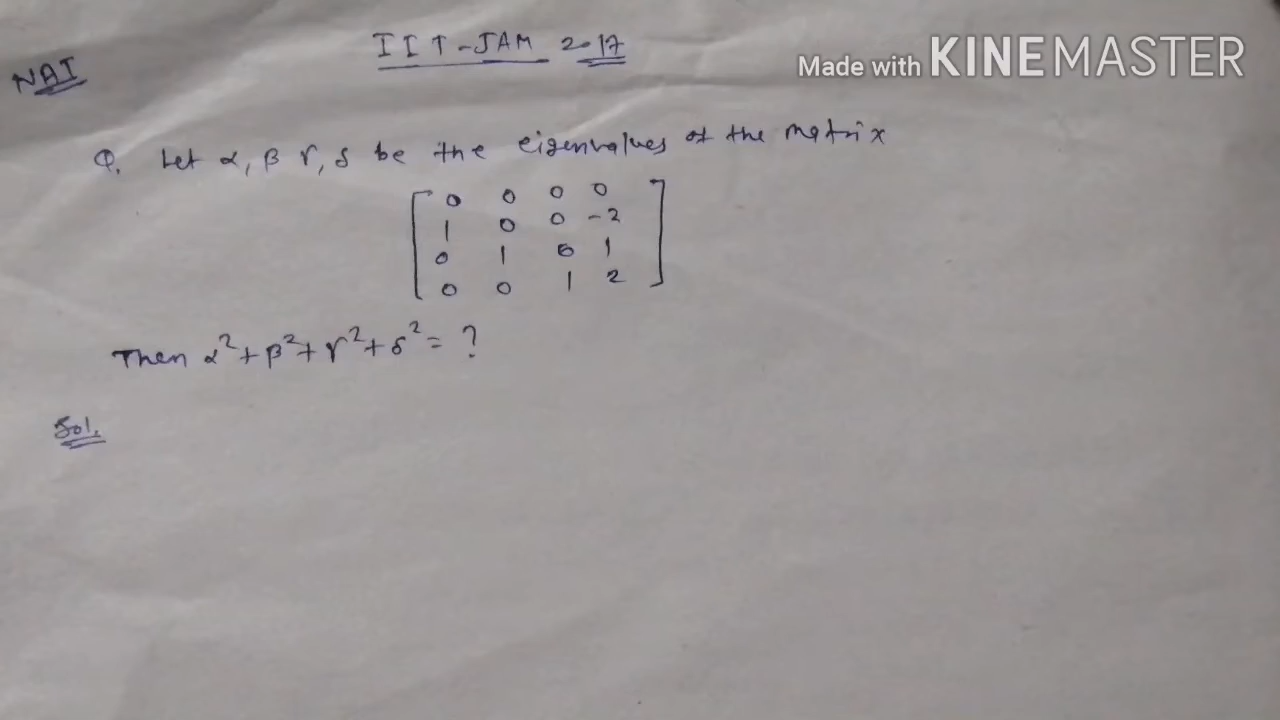 IIT-JAM 2017
Made with KINEMASTER
NAT
Q. Let α, β γ, δ be the eigenvalues of the matrix
0 0 0 0
1 0 0 -2
0 1 0 1
0 0 1 2
Then α²+β²+γ²+δ² = ?
Sol.